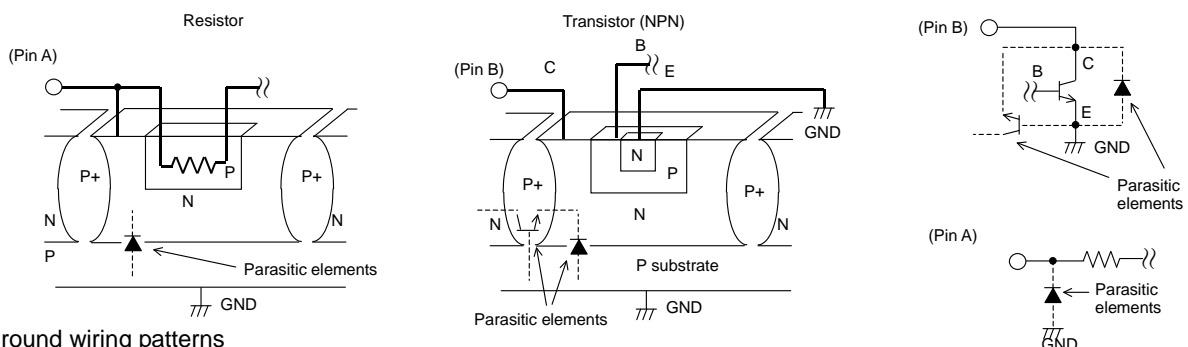 Resistor
(Pin A)
P+
P
P+
N
N
N
P
Parasitic elements
GND
Transistor (NPN)
B
(Pin B)
C
E
GND
N
P
P+
P+
N
N
N
P substrate
Parasitic elements
GND
(Pin B)
C
B
E
GND
Parasitic
elements
(Pin A)
Parasitic
elements
GND
round wiring patterns